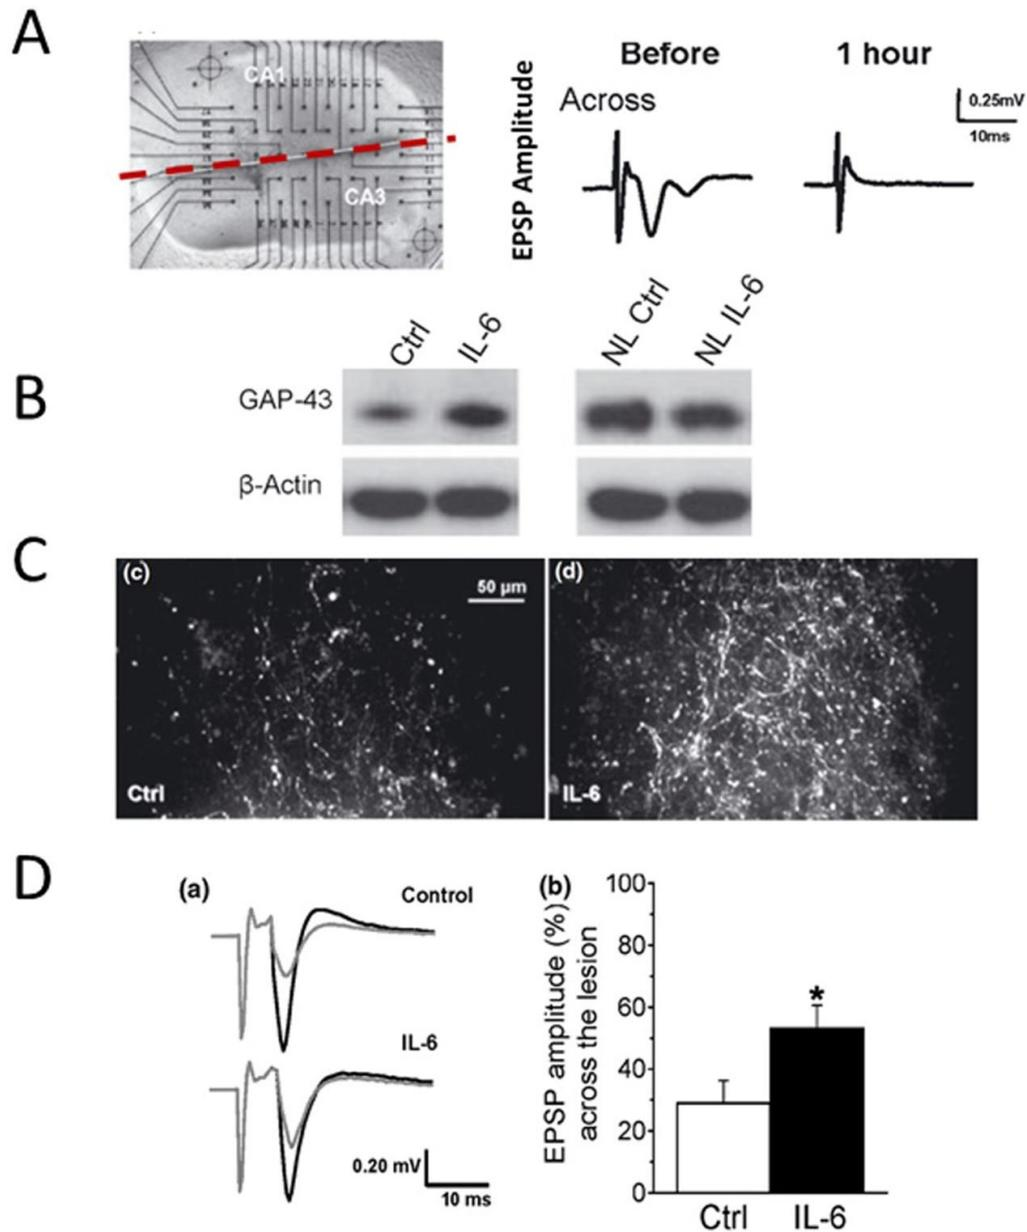 A
CA1
CA3
EPSP Amplitude
Before
1 hour
Across
0.25mV
10ms
B
Ctrl
IL-6
NL Ctrl
NL IL-6
GAP-43
β-Actin
C
(c)
50 µm
Ctrl
(d)
IL-6
D
(a)
Control
IL-6
0.20 mV
10 ms
(b)
EPSP amplitude (%)
across the lesion
100
80
60
40
20
0
*
Ctrl
IL-6